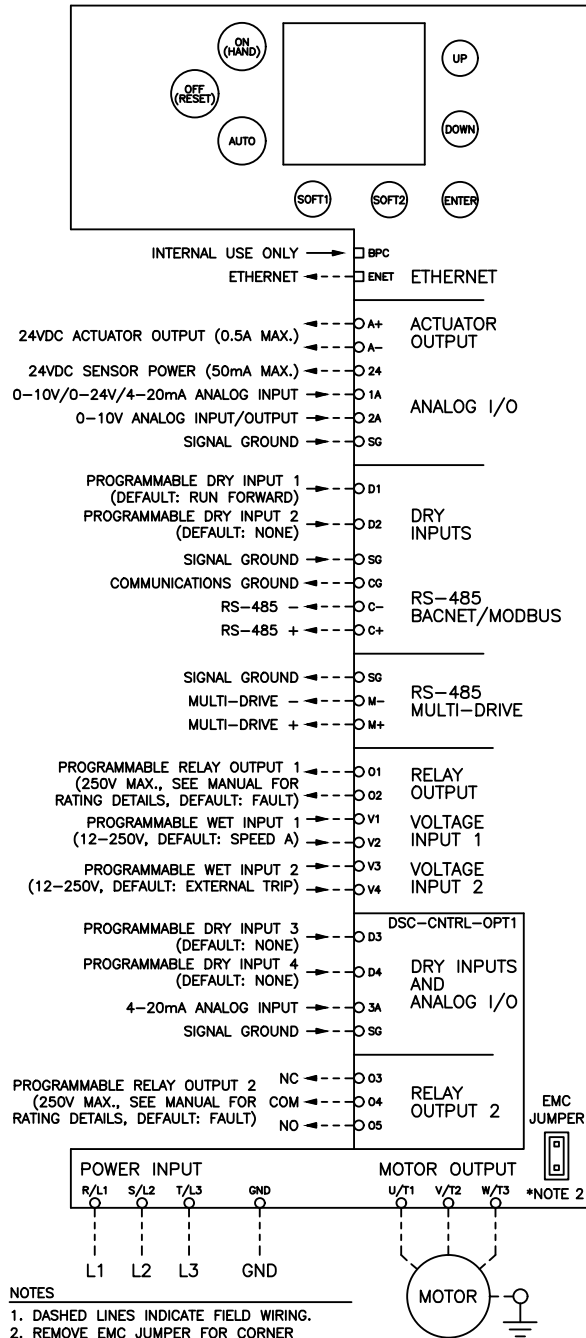 ON
(HAND)
OFF
(RESET)
AUTO
UP
DOWN
SOFT1
SOFT2
ENTER
INTERNAL USE ONLY
BPC
ETHERNET
ENET
ETHERNET
24VDC ACTUATOR OUTPUT (0.5A MAX.)
A+
A-
ACTUATOR
OUTPUT
24VDC SENSOR POWER (50mA MAX.)
24
0-10V/0-24V/4-20mA ANALOG INPUT
1A
0-10V ANALOG INPUT/OUTPUT
2A
SIGNAL GROUND
SG
ANALOG I/O
PROGRAMMABLE DRY INPUT 1
(DEFAULT: RUN FORWARD)
D1
PROGRAMMABLE DRY INPUT 2
(DEFAULT: NONE)
D2
DRY
INPUTS
SIGNAL GROUND
SG
COMMUNICATIONS GROUND
CG
RS-485 -
C-
RS-485 +
C+
RS-485
BACNET/MODBUS
SIGNAL GROUND
SG
MULTI-DRIVE -
M-
MULTI-DRIVE +
M+
RS-485
MULTI-DRIVE
PROGRAMMABLE RELAY OUTPUT 1
(250V MAX., SEE MANUAL FOR
RATING DETAILS, DEFAULT: FAULT)
O1
O2
RELAY
OUTPUT
PROGRAMMABLE WET INPUT 1
(12-250V, DEFAULT: SPEED A)
V1
V2
VOLTAGE
INPUT 1
PROGRAMMABLE WET INPUT 2
(12-250V, DEFAULT: EXTERNAL TRIP)
V3
V4
VOLTAGE
INPUT 2
DSC-CNTRL-OPT1
PROGRAMMABLE DRY INPUT 3
(DEFAULT: NONE)
D3
PROGRAMMABLE DRY INPUT 4
(DEFAULT: NONE)
D4
4-20mA ANALOG INPUT
3A
SIGNAL GROUND
SG
DRY INPUTS
AND
ANALOG I/O
PROGRAMMABLE RELAY OUTPUT 2
(250V MAX., SEE MANUAL FOR
RATING DETAILS, DEFAULT: FAULT)
NC
COM
NO
O3
O4
O5
RELAY
OUTPUT 2
EMC
JUMPER
*NOTE 2
POWER INPUT
MOTOR OUTPUT
R/L1
S/L2
T/L3
GND
U/T1
V/T2
W/T3
L1
L2
L3
GND
MOTOR
NOTES
1. DASHED LINES INDICATE FIELD WIRING.
2. REMOVE EMC JUMPER FOR CORNER